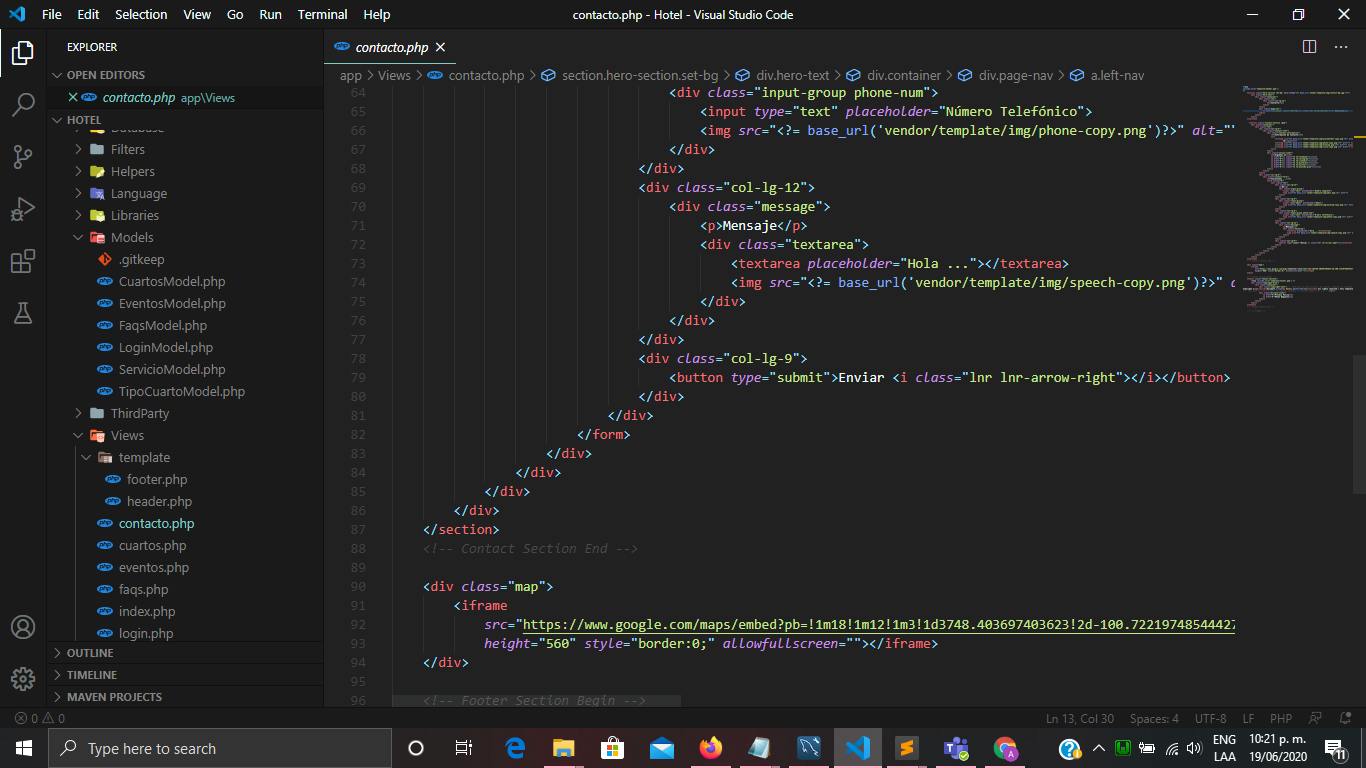 File Edit Selection View Go Run Terminal Help
contacto.php - Hotel - Visual Studio Code
EXPLORER
OPEN EDITORS
contacto.php app\Views
HOTEL
Database
Filters
Helpers
Language
Libraries
Models
.gitkeep
CuartosModel.php
EventosModel.php
FaqsModel.php
LoginModel.php
ServicioModel.php
TipoCuartoModel.php
ThirdParty
Views
template
footer.php
header.php
contacto.php
cuartos.php
eventos.php
faqs.php
index.php
login.php
OUTLINE
TIMELINE
MAVEN PROJECTS
contacto.php
app > Views > contacto.php > section.hero-section.set-bg > div.hero-text > div.container > div.page-nav > a.left-nav
64 <div class="input-group phone-num">
65 <input type="text" placeholder="Número Telefónico">
66 <img src="<?= base_url('vendor/template/img/phone-copy.png')?>" alt="
67 </div>
68 </div>
69 <div class="col-lg-12">
70 <div class="message">
71 <p>Mensaje</p>
72 <div class="textarea">
73 <textarea placeholder="Hola ..."></textarea>
74 <img src="<?= base_url('vendor/template/img/speech-copy.png')?>"
75 </div>
76 </div>
77 </div>
78 <div class="col-lg-9">
79 <button type="submit">Enviar <i class="lnr lnr-arrow-right"></i></button>
80 </div>
81 </div>
82 </form>
83 </div>
84 </div>
85 </div>
86 </div>
87 </section>
88 <!-- Contact Section End -->
89
90 <div class="map">
91 <iframe
92 src="https://www.google.com/maps/embed?pb=!1m18!1m12!1m3!1d3748.403697403623!2d-100.7221974854442
93 height="560" style="border:0;" allowfullscreen=""></iframe>
94 </div>
95
96 <!-- Footer Section Begin -->
0 0 Ln 13, Col 30 Spaces: 4 UTF-8 LF PHP
Type here to search
ENG
LAA
10:21 p. m.
19/06/2020
11